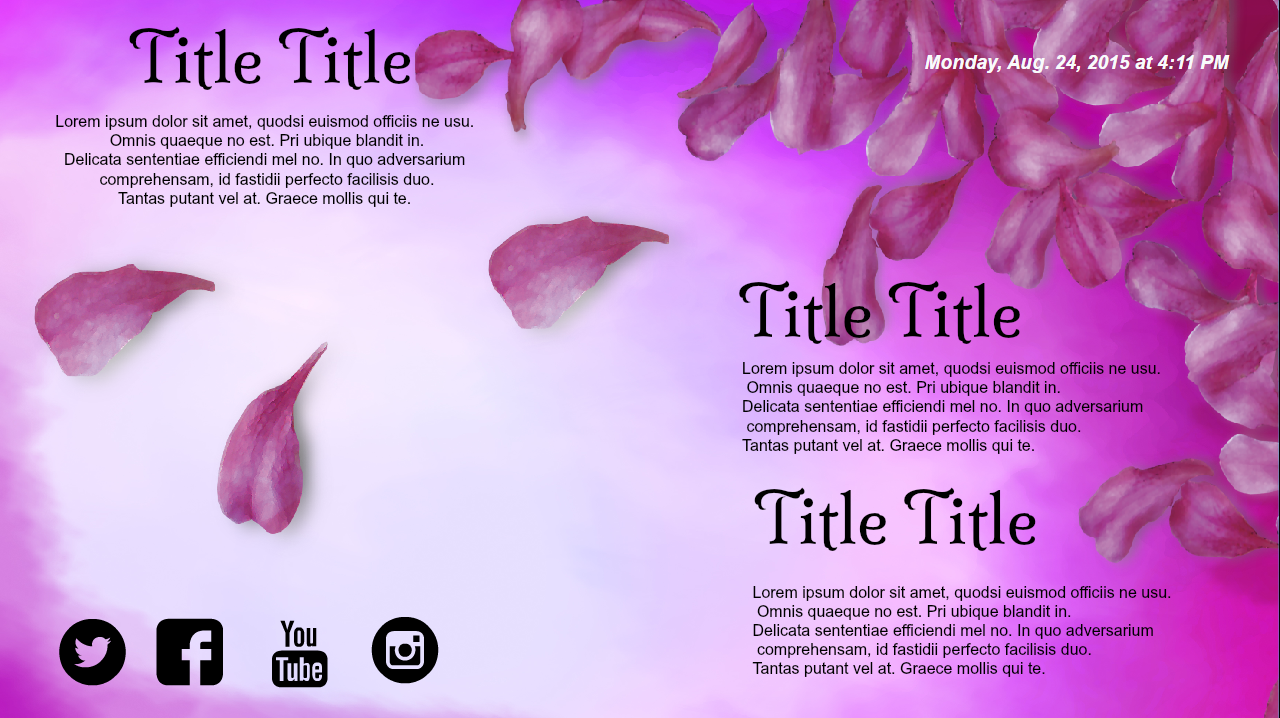 Title Title
Lorem ipsum dolor sit amet, quodsi euismod officiis ne usu.
Omnis quaeque no est. Pri ubique blandit in.
Delicata sententiae efficiendi mel no. In quo adversarium
comprehensam, id fastidii perfecto facilisis duo.
Tantas putant vel at. Graece mollis qui te.
Monday, Aug. 24, 2015 at 4:11 PM
Title Title
Lorem ipsum dolor sit amet, quodsi euismod officiis ne usu.
Omnis quaeque no est. Pri ubique blandit in.
Delicata sententiae efficiendi mel no. In quo adversarium
comprehensam, id fastidii perfecto facilisis duo.
Tantas putant vel at. Graece mollis qui te.
Title Title
Lorem ipsum dolor sit amet, quodsi euismod officiis ne usu.
Omnis quaeque no est. Pri ubique blandit in.
Delicata sententiae efficiendi mel no. In quo adversarium
comprehensam, id fastidii perfecto facilisis duo.
Tantas putant vel at. Graece mollis qui te.
You
Tube